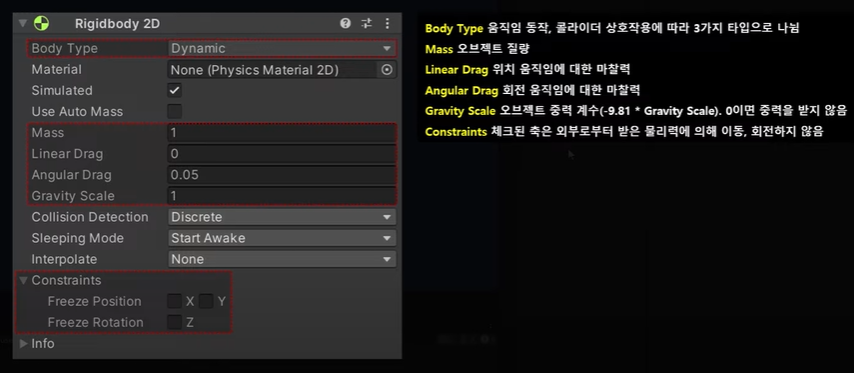 Rigidbody 2D
Body Type Dynamic
Material None (Physics Material 2D)
Simulated
Use Auto Mass
Mass 1
Linear Drag 0
Angular Drag 0.05
Gravity Scale 1
Collision Detection Discrete
Sleeping Mode Start Awake
Interpolate None
Constraints
Freeze Position X Y
Freeze Rotation Z
Info
Body Type 움직임 동작, 콜라이더 상호작용에 따라 3가지 타입으로 나뉨
Mass 오브젝트 질량
Linear Drag 위치 움직임에 대한 마찰력
Angular Drag 회전 움직임에 대한 마찰력
Gravity Scale 오브젝트 중력 계수(-9.81 * Gravity Scale). 0이면 중력을 받지 않음
Constraints 체크된 축은 외부로부터 받은 물리력에 의해 이동, 회전하지 않음